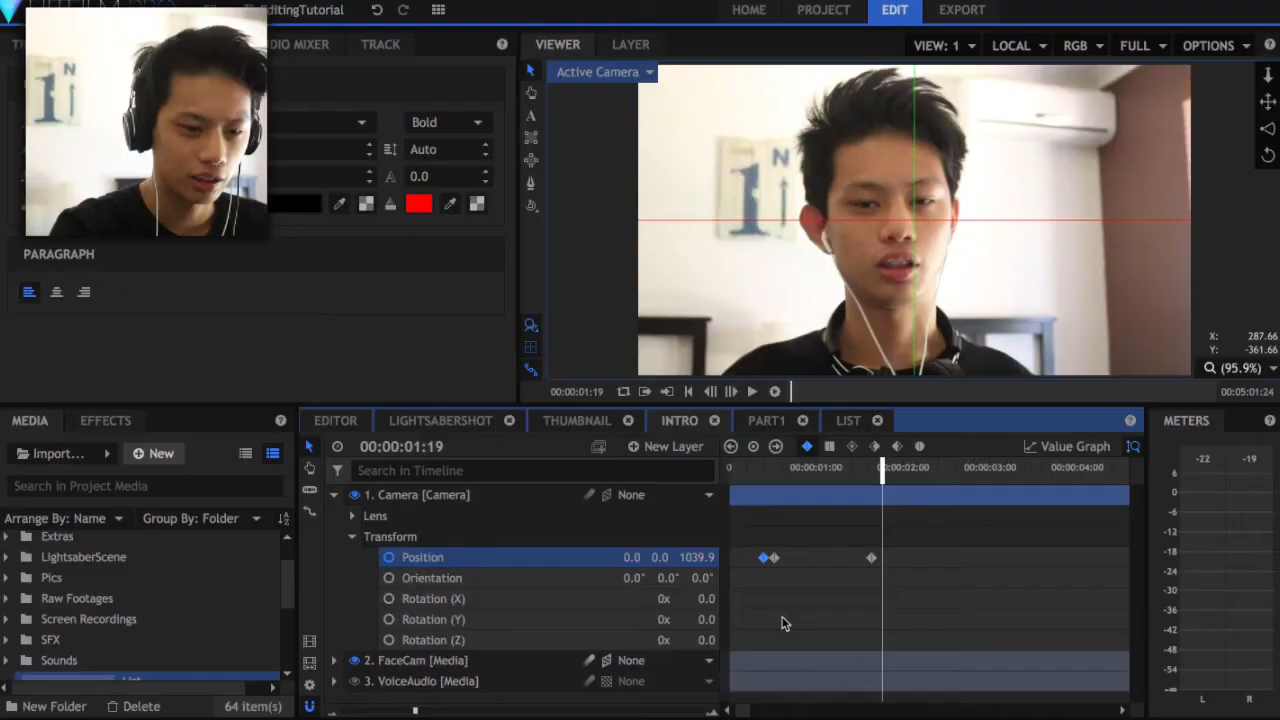 EditingTutorial
HOME
PROJECT
EDIT
EXPORT
DIO MIXER
TRACK
VIEWER
LAYER
VIEW: 1
LOCAL
RGB
FULL
OPTIONS
Active Camera
Bold
Auto
0.0
PARAGRAPH
X: 287.66
Y: -361.66
(95.9%)
00:00:01:19
00:05:01:24
MEDIA
EFFECTS
EDITOR
LIGHTSABERSHOT
THUMBNAIL
INTRO
PART1
LIST
METERS
Import...
New
00:00:01:19
New Layer
Value Graph
-22
-19
Search in Project Media
Search in Timeline
0
00:00:01:00
00:00:02:00
00:00:03:00
00:00:04:00
Arrange By: Name
Group By: Folder
1. Camera [Camera]
None
Extras
Lens
LightsaberScene
Transform
Pics
Position
0.0
0.0
1039.9
Raw Footages
Orientation
0.0°
0.0°
0.0°
Screen Recordings
Rotation (X)
0x
0.0
SFX
Rotation (Y)
0x
0.0
Sounds
Rotation (Z)
0x
0.0
2. FaceCam [Media]
None
3. VoiceAudio [Media]
None
New Folder
Delete
64 item(s)
6
0
-6
-12
-18
-24
-30
-36
-42
-48
-54
-∞
L
R